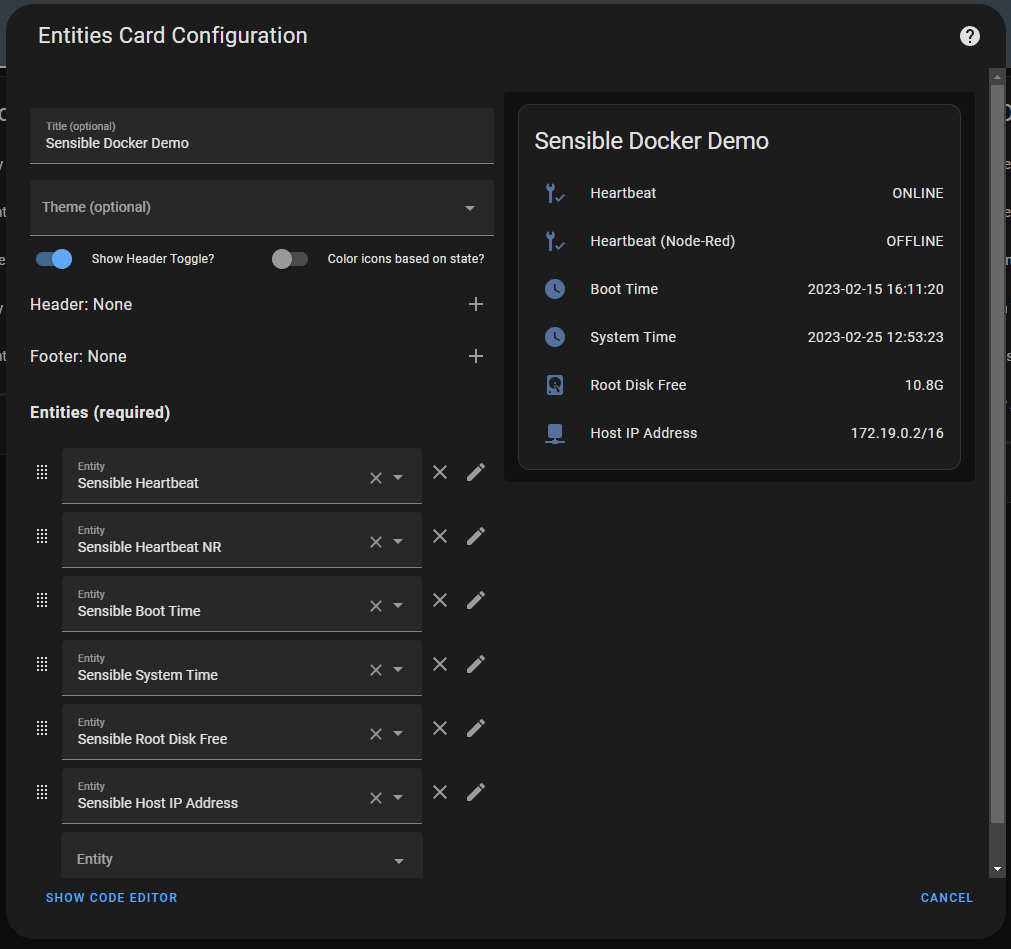 Entities Card Configuration
Title (optional)
Sensible Docker Demo
Theme (optional)
Show Header Toggle?
Color icons based on state?
Header: None
Footer: None
Entities (required)
Entity
Sensible Heartbeat
Entity
Sensible Heartbeat NR
Entity
Sensible Boot Time
Entity
Sensible System Time
Entity
Sensible Root Disk Free
Entity
Sensible Host IP Address
Entity
Sensible Docker Demo
Heartbeat ONLINE
Heartbeat (Node-Red) OFFLINE
Boot Time 2023-02-15 16:11:20
System Time 2023-02-25 12:53:23
Root Disk Free 10.8G
Host IP Address 172.19.0.2/16
SHOW CODE EDITOR
CANCEL